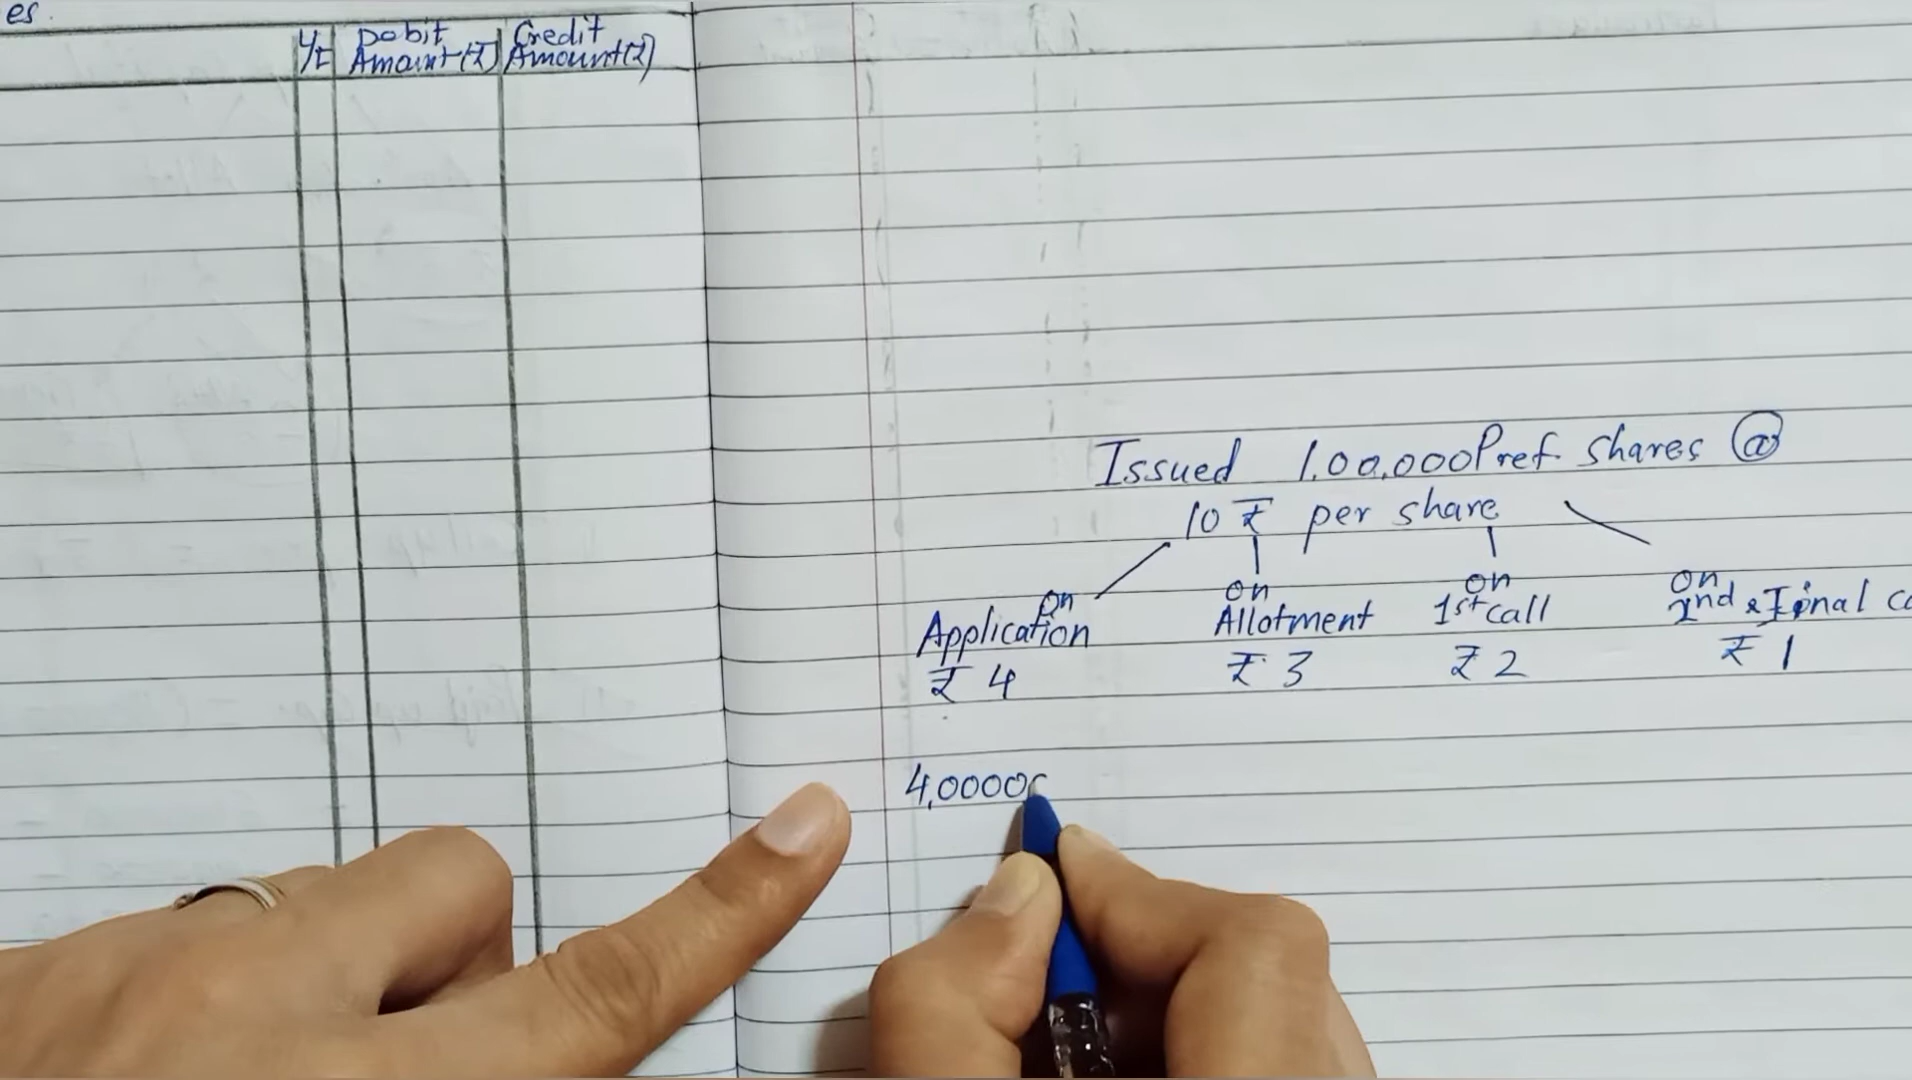 es.
L/F Debit Credit
Amount(₹) Amount(₹)
Issued 1,00,000 Pref shares @
10 ₹ per share
on on on on
Application Allotment 1st call 2nd & Final
₹ 4 ₹ 3 ₹ 2 ₹ 1
4,00000